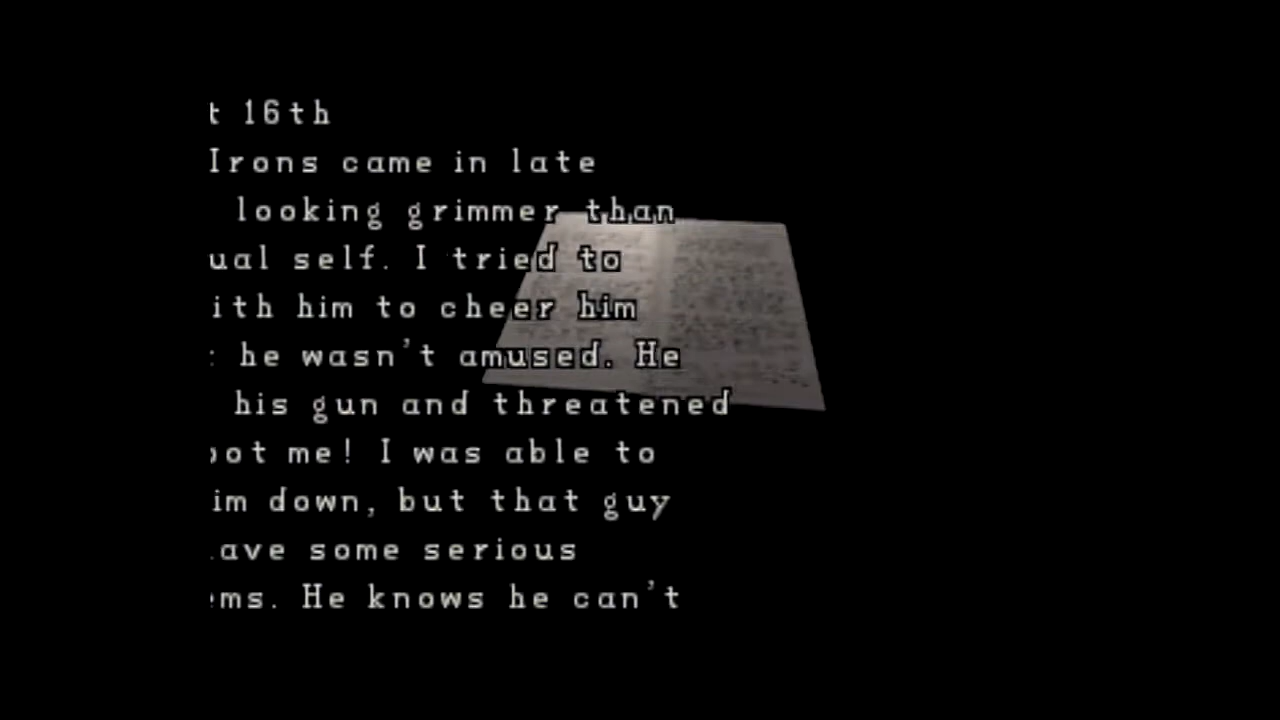 t 16th
Irons came in late
looking grimmer than
ual self. I tried to
ith him to cheer him
he wasn't amused. He
his gun and threatened
oot me! I was able to
im down, but that guy
ave some serious
ms. He knows he can't